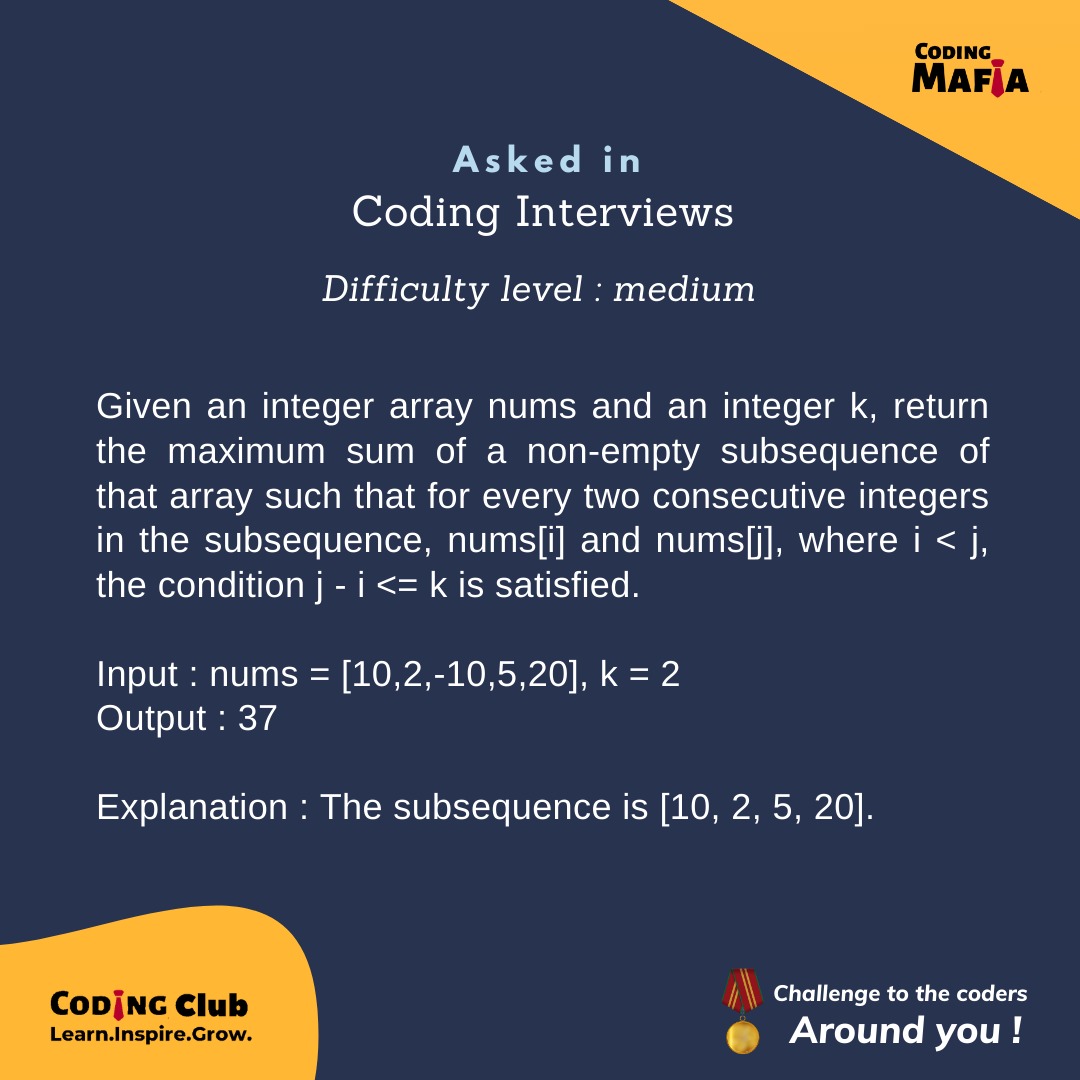 CODING
MAFIA
Asked in
Coding Interviews
Difficulty level : medium
Given an integer array nums and an integer k, return
the maximum sum of a non-empty subsequence of
that array such that for every two consecutive integers
in the subsequence, nums[i] and nums[j], where i < j,
the condition j - i <= k is satisfied.
Input : nums = [10,2,-10,5,20], k = 2
Output : 37
Explanation : The subsequence is [10, 2, 5, 20].
CODING Club
Learn.Inspire.Grow.
Challenge to the coders
Around you !